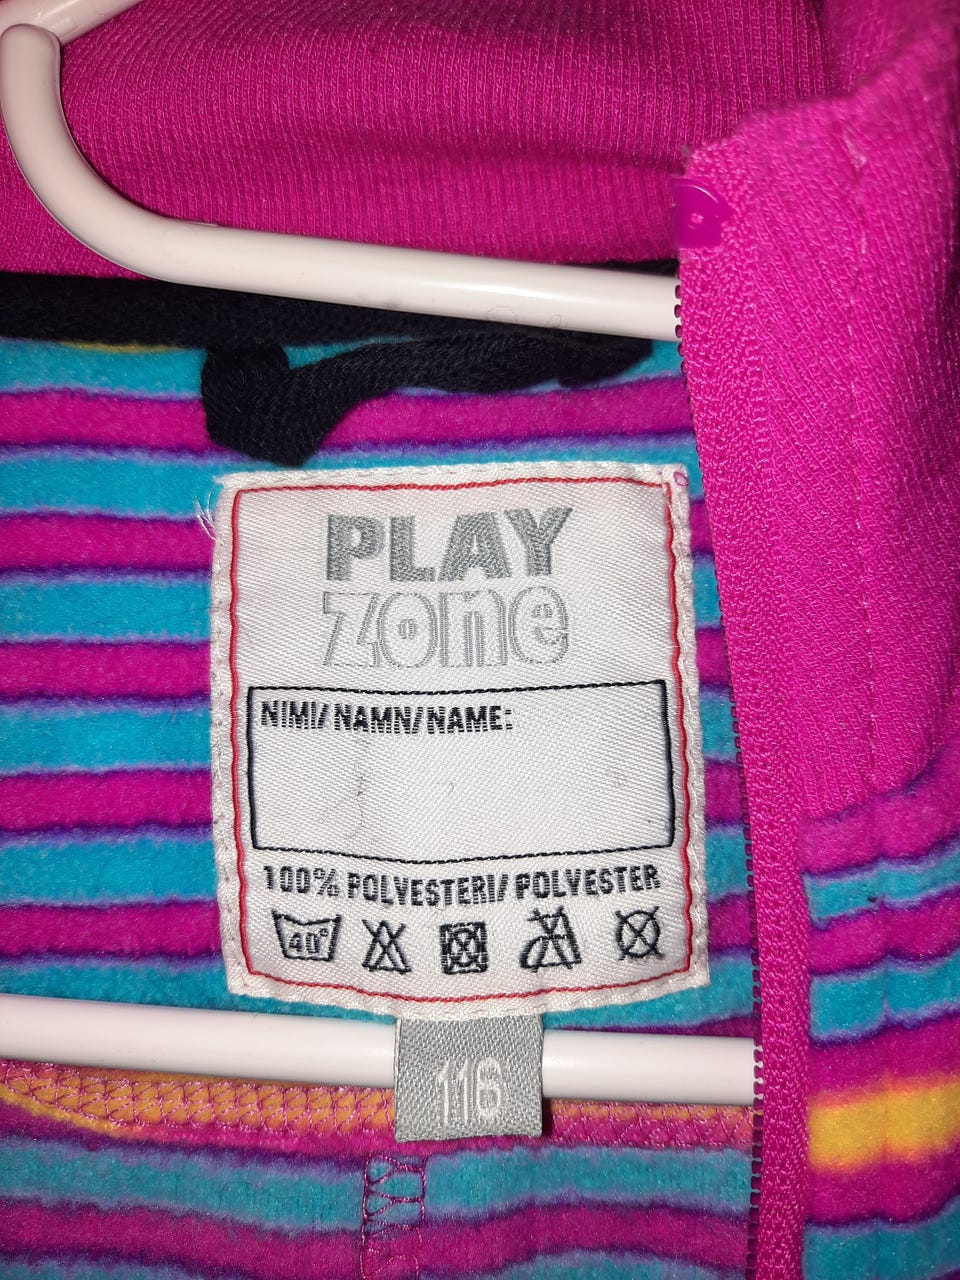 PLAY
zone
NIMI/ NAMN/NAME:
100% POLYESTERI/ POLYESTER
40°
116